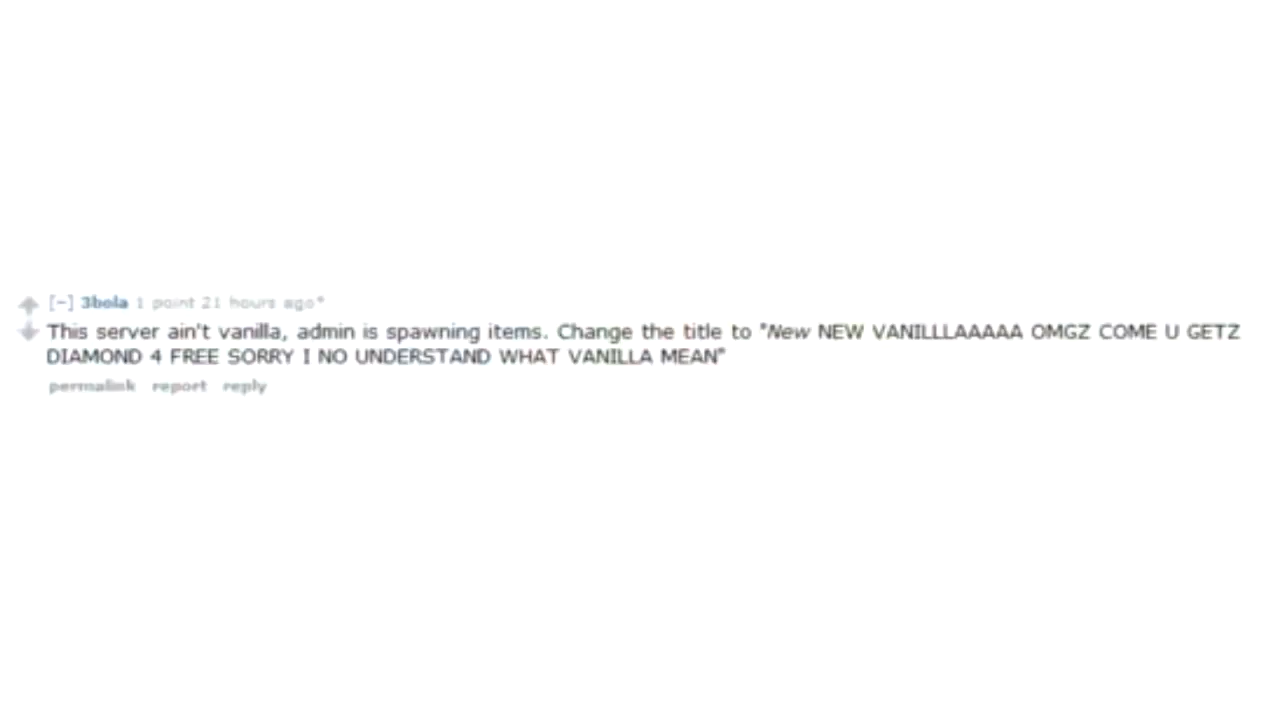 [–] 3bola 1 point 21 hours ago*
This server ain't vanilla, admin is spawning items. Change the title to "New NEW VANILLLAAAAA OMGZ COME U GETZ
DIAMOND 4 FREE SORRY I NO UNDERSTAND WHAT VANILLA MEAN"
permalink report reply